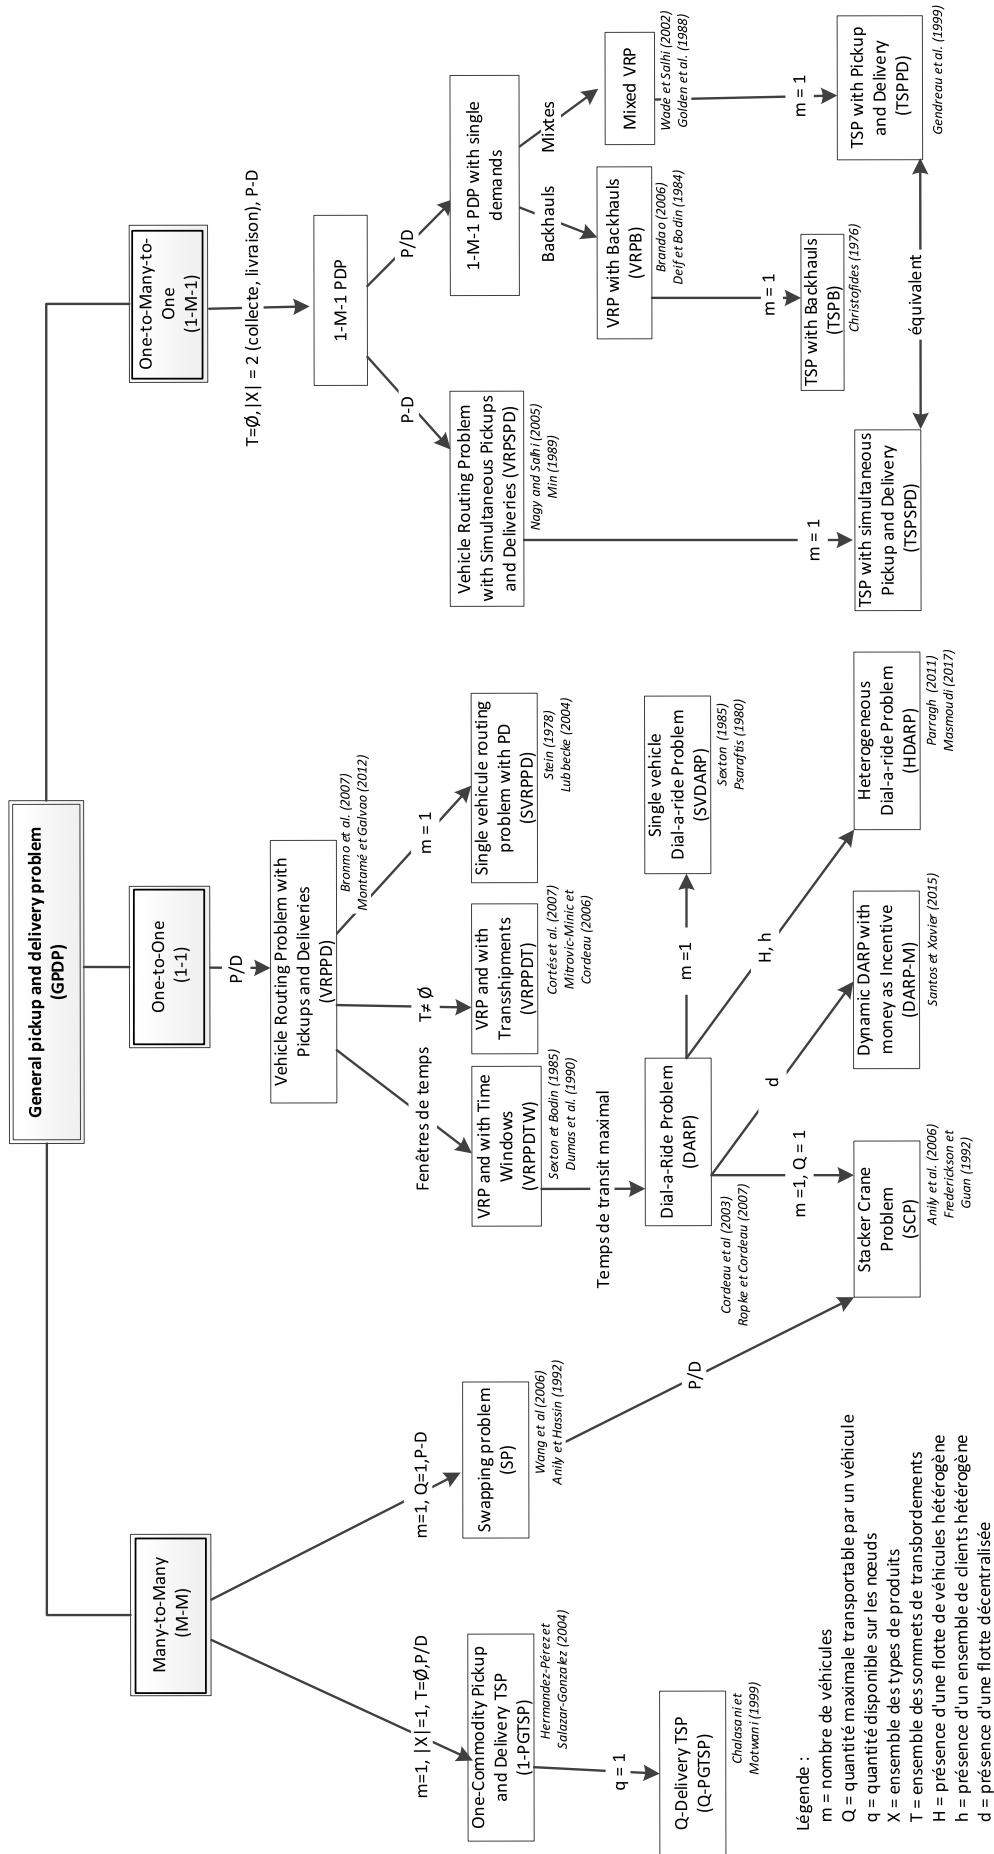 General pickup and delivery problem
(GPDP)
Many-to-Many
(M-M)
One-to-One
(1-1)
One-to-Many-to-
One
(1-M-1)
m=1, |X|=1, T=Ø,P/D
m=1, Q=1,P-D
P/D
T=Ø,|X| = 2 (collecte, livraison), P-D
One-Commodity Pickup
and Delivery TSP
(1-PGTSP)
Hermandez-Pérez et
Salazar-Gonzalez (2004)
q = 1
Q-Delivery TSP
(Q-PGTSP)
Chalasani et
Motwani (1999)
Swapping problem
(SP)
Wang et al (2006)
Anily et Hassin (1992)
P/D
Vehicle Routing Problem with
Pickups and Deliveries
(VRPPD)
Bronmo et al. (2007)
Montamé et Galvao (2012)
Fenêtres de temps
T≠ Ø
m = 1
VRP and with Time
Windows
(VRPPDTW)
Sexton et Bodin (1985)
Dumas et al. (1990)
VRP and with
Transshipments
(VRPPDT)
Cortés et al. (2007)
Mitrovic-Minic et
Cordeau (2006)
Single vehicule routing
problem with PD
(SVRPPD)
Stein (1978)
Lubbecke (2004)
Temps de transit maximal
Dial-a-Ride Problem
(DARP)
Cordeau et al (2003)
Ropke et Cordeau (2007)
m =1
Single vehicle
Dial-a-ride Problem
(SVDARP)
Sexton (1985)
Psaraftis (1980)
m =1, Q = 1
d
H, h
Stacker Crane
Problem
(SCP)
Anily et al. (2006)
Frederickson et
Guan (1992)
Dynamic DARP with
money as Incentive
(DARP-M)
Santos et Xavier (2015)
Heterogeneous
Dial-a-ride Problem
(HDARP)
Parragh (2011)
Masmoudi (2017)
1-M-1 PDP
P-D
P/D
Vehicle Routing Problem
with Simultaneous Pickups
and Deliveries (VRPSPD)
Nagy and Salhi (2005)
Min (1989)
1-M-1 PDP with single
demands
Backhauls
Mixtes
VRP with Backhauls
(VRPB)
Brandao (2006)
Deif et Bodin (1984)
Mixed VRP
Wade et Salhi (2002)
Golden et al. (1988)
m = 1
m = 1
m = 1
TSP with Backhauls
(TSPB)
Christofides (1976)
TSP with simultaneous
Pickup and Delivery
(TSPSPD)
équivalent
TSP with Pickup
and Delivery
(TSPPD)
Gendreau et al. (1999)
Légende :
m = nombre de véhicules
Q = quantité maximale transportable par un véhicule
q = quantité disponible sur les nœuds
X = ensemble des types de produits
T = ensemble des sommets de transbordements
H = présence d'une flotte de véhicules hétérogène
h = présence d'un ensemble de clients hétérogène
d = présence d'une flotte décentralisée